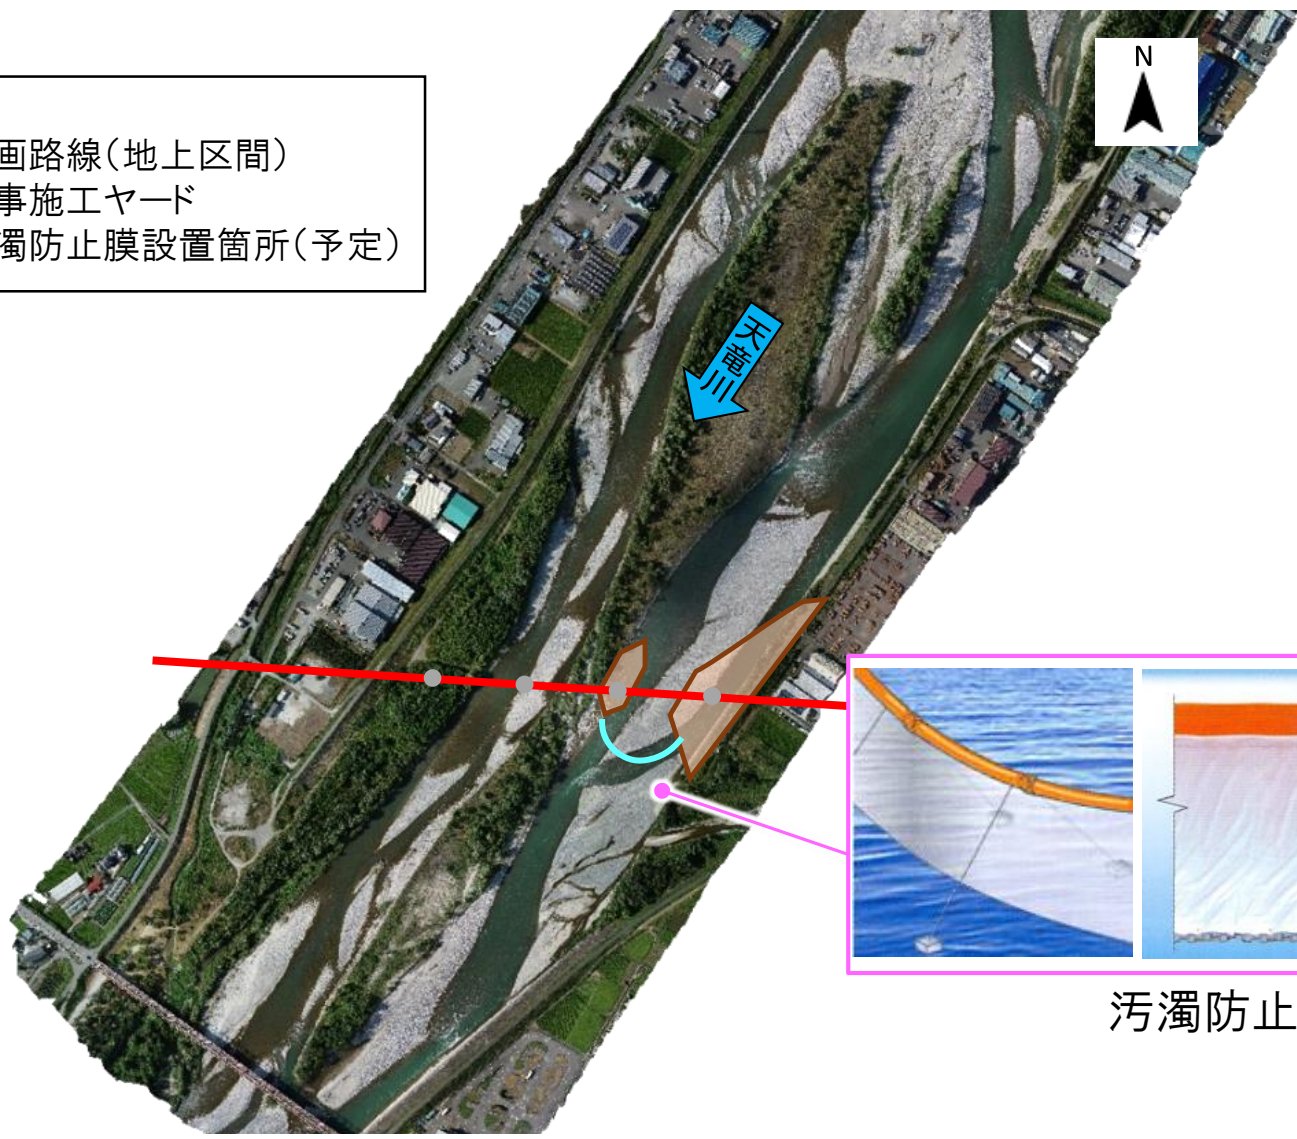 N
画路線(地上区間)
事施工ヤード
濁防止膜設置箇所(予定)
天竜川
汚濁防止